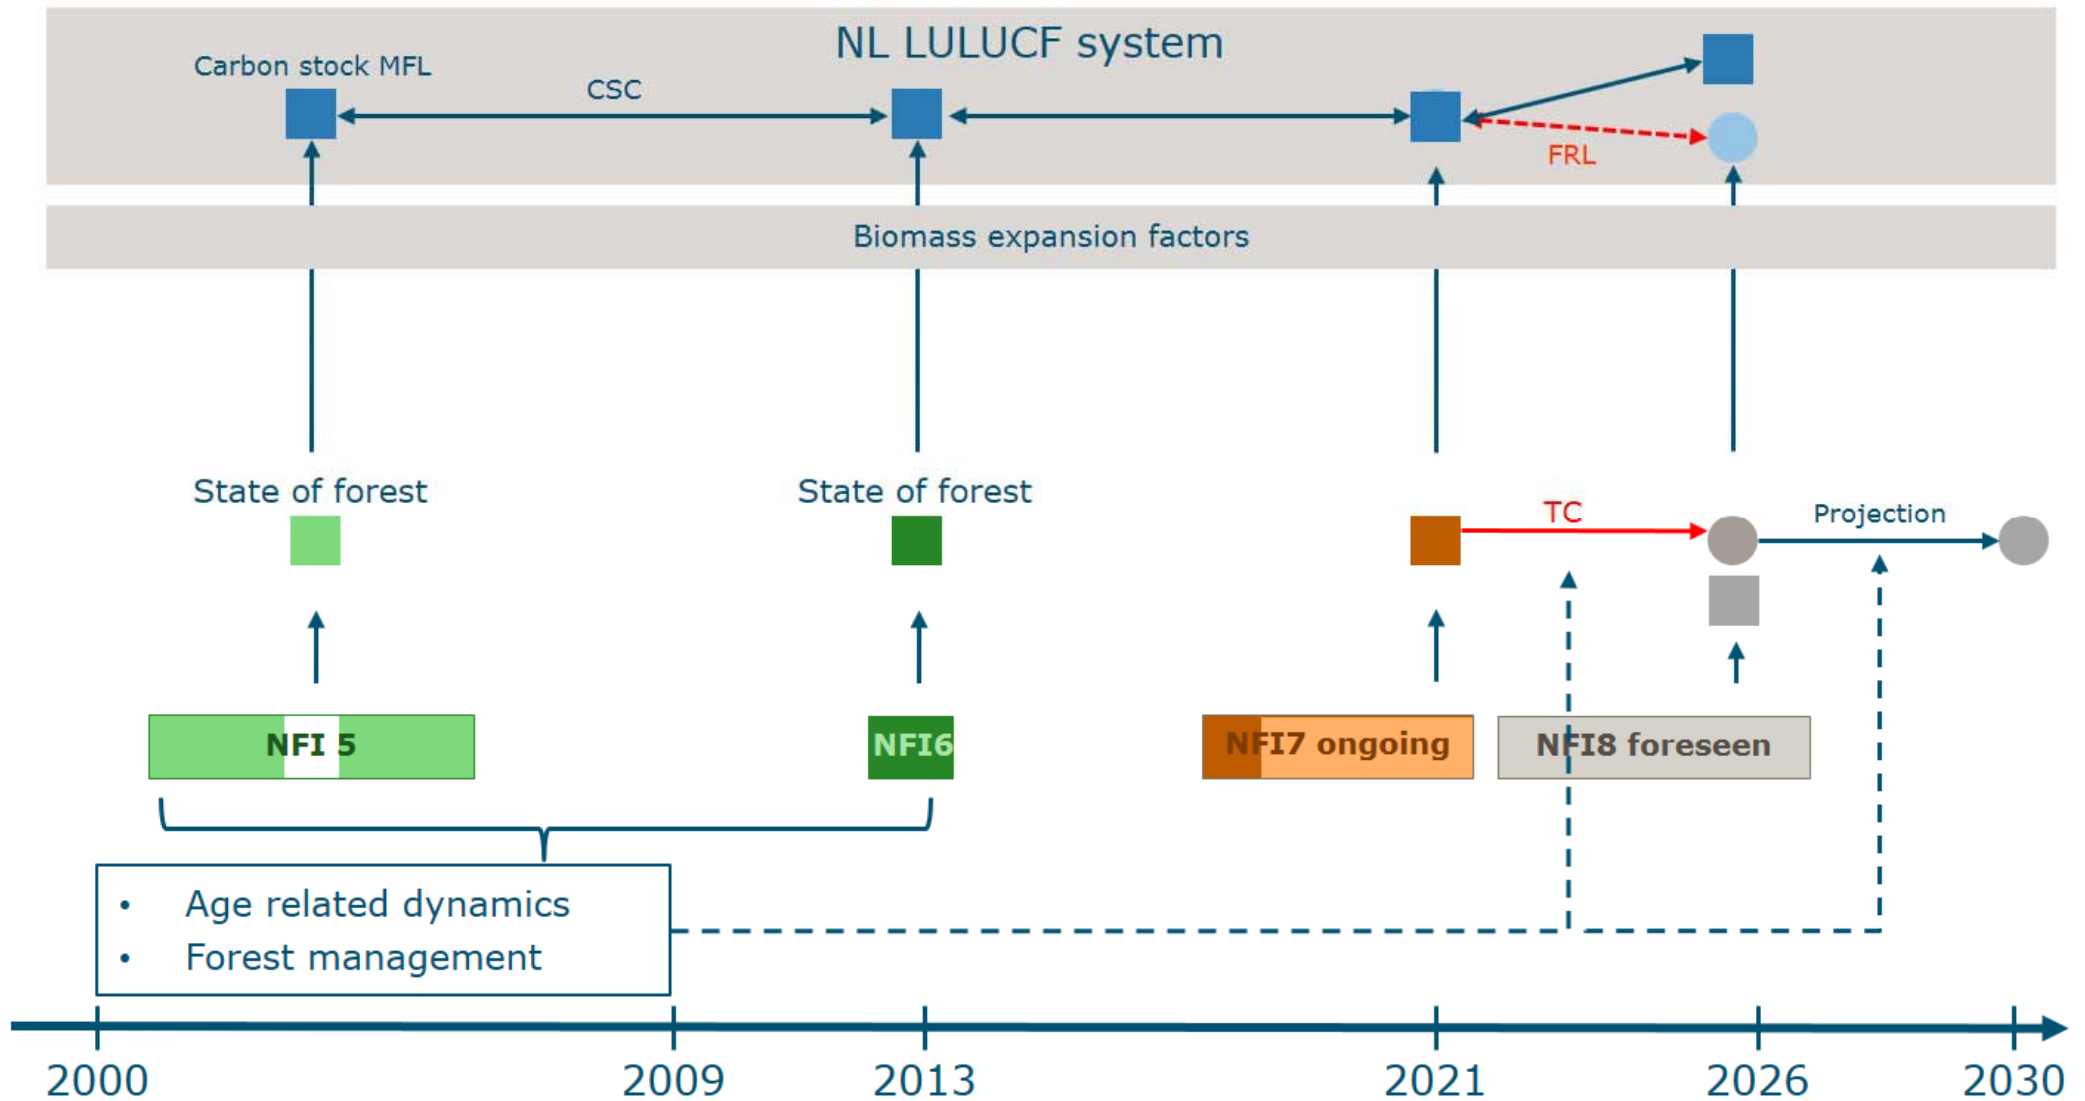 NL LULUCF system
Carbon stock MFL
CSC
FRL
Biomass expansion factors
State of forest
State of forest
TC
Projection
NFI 5
NFI6
NFI7 ongoing
NFI8 foreseen
• Age related dynamics
• Forest management
2000
2009
2013
2021
2026
2030